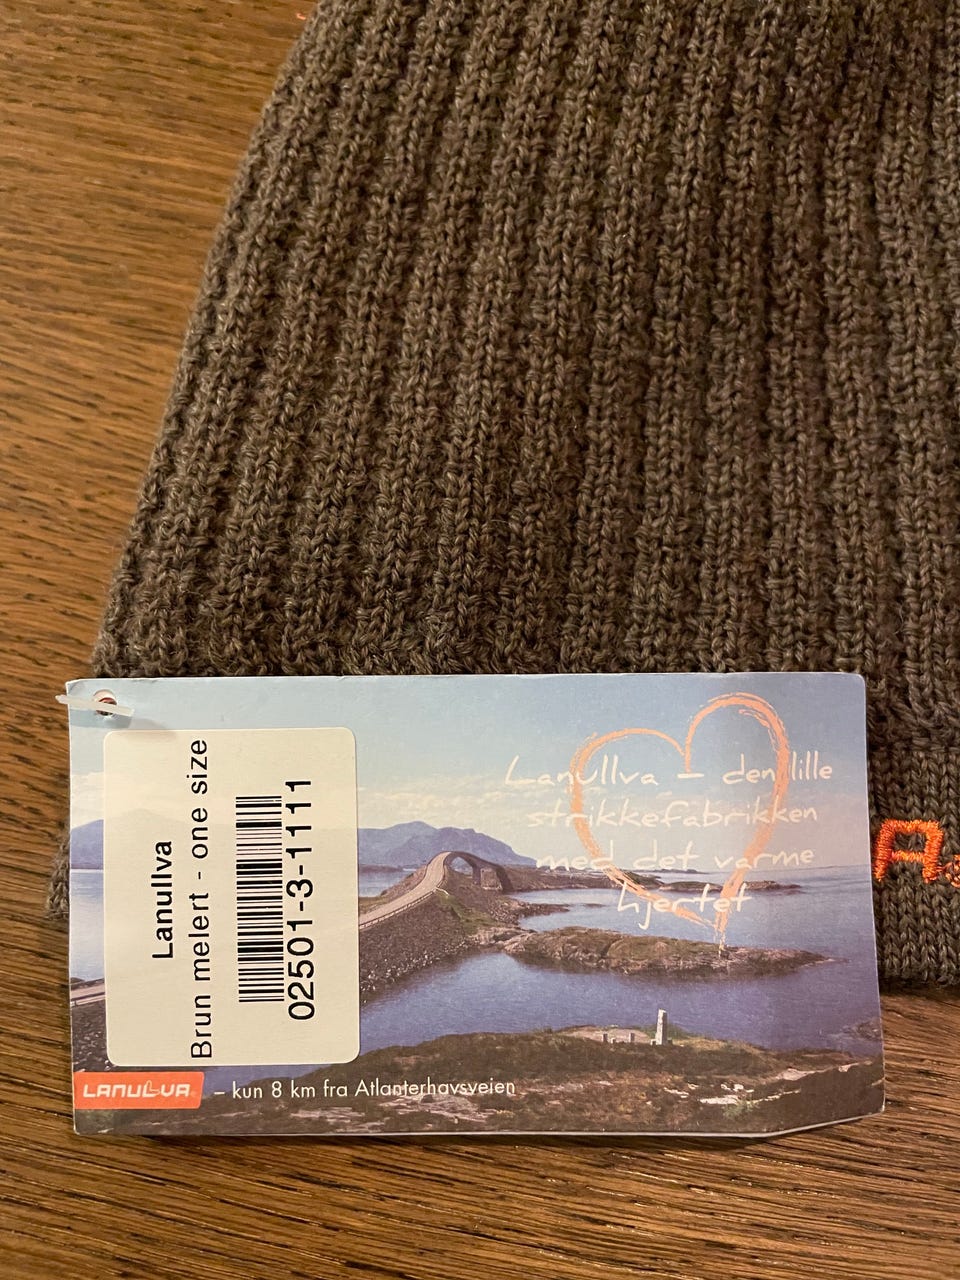 Lanullva
Brun melert - one size
02501-3-1111
Lanullva – den lille
strikkefabrikken
med det varme
hjertet
LANULLVA® – kun 8 km fra Atlanterhavsveien
A